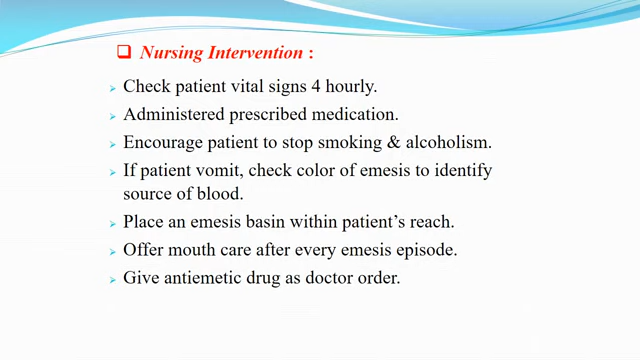 Nursing Intervention :
Check patient vital signs 4 hourly.
Administered prescribed medication.
Encourage patient to stop smoking & alcoholism.
If patient vomit, check color of emesis to identify
source of blood.
Place an emesis basin within patient’s reach.
Offer mouth care after every emesis episode.
Give antiemetic drug as doctor order.